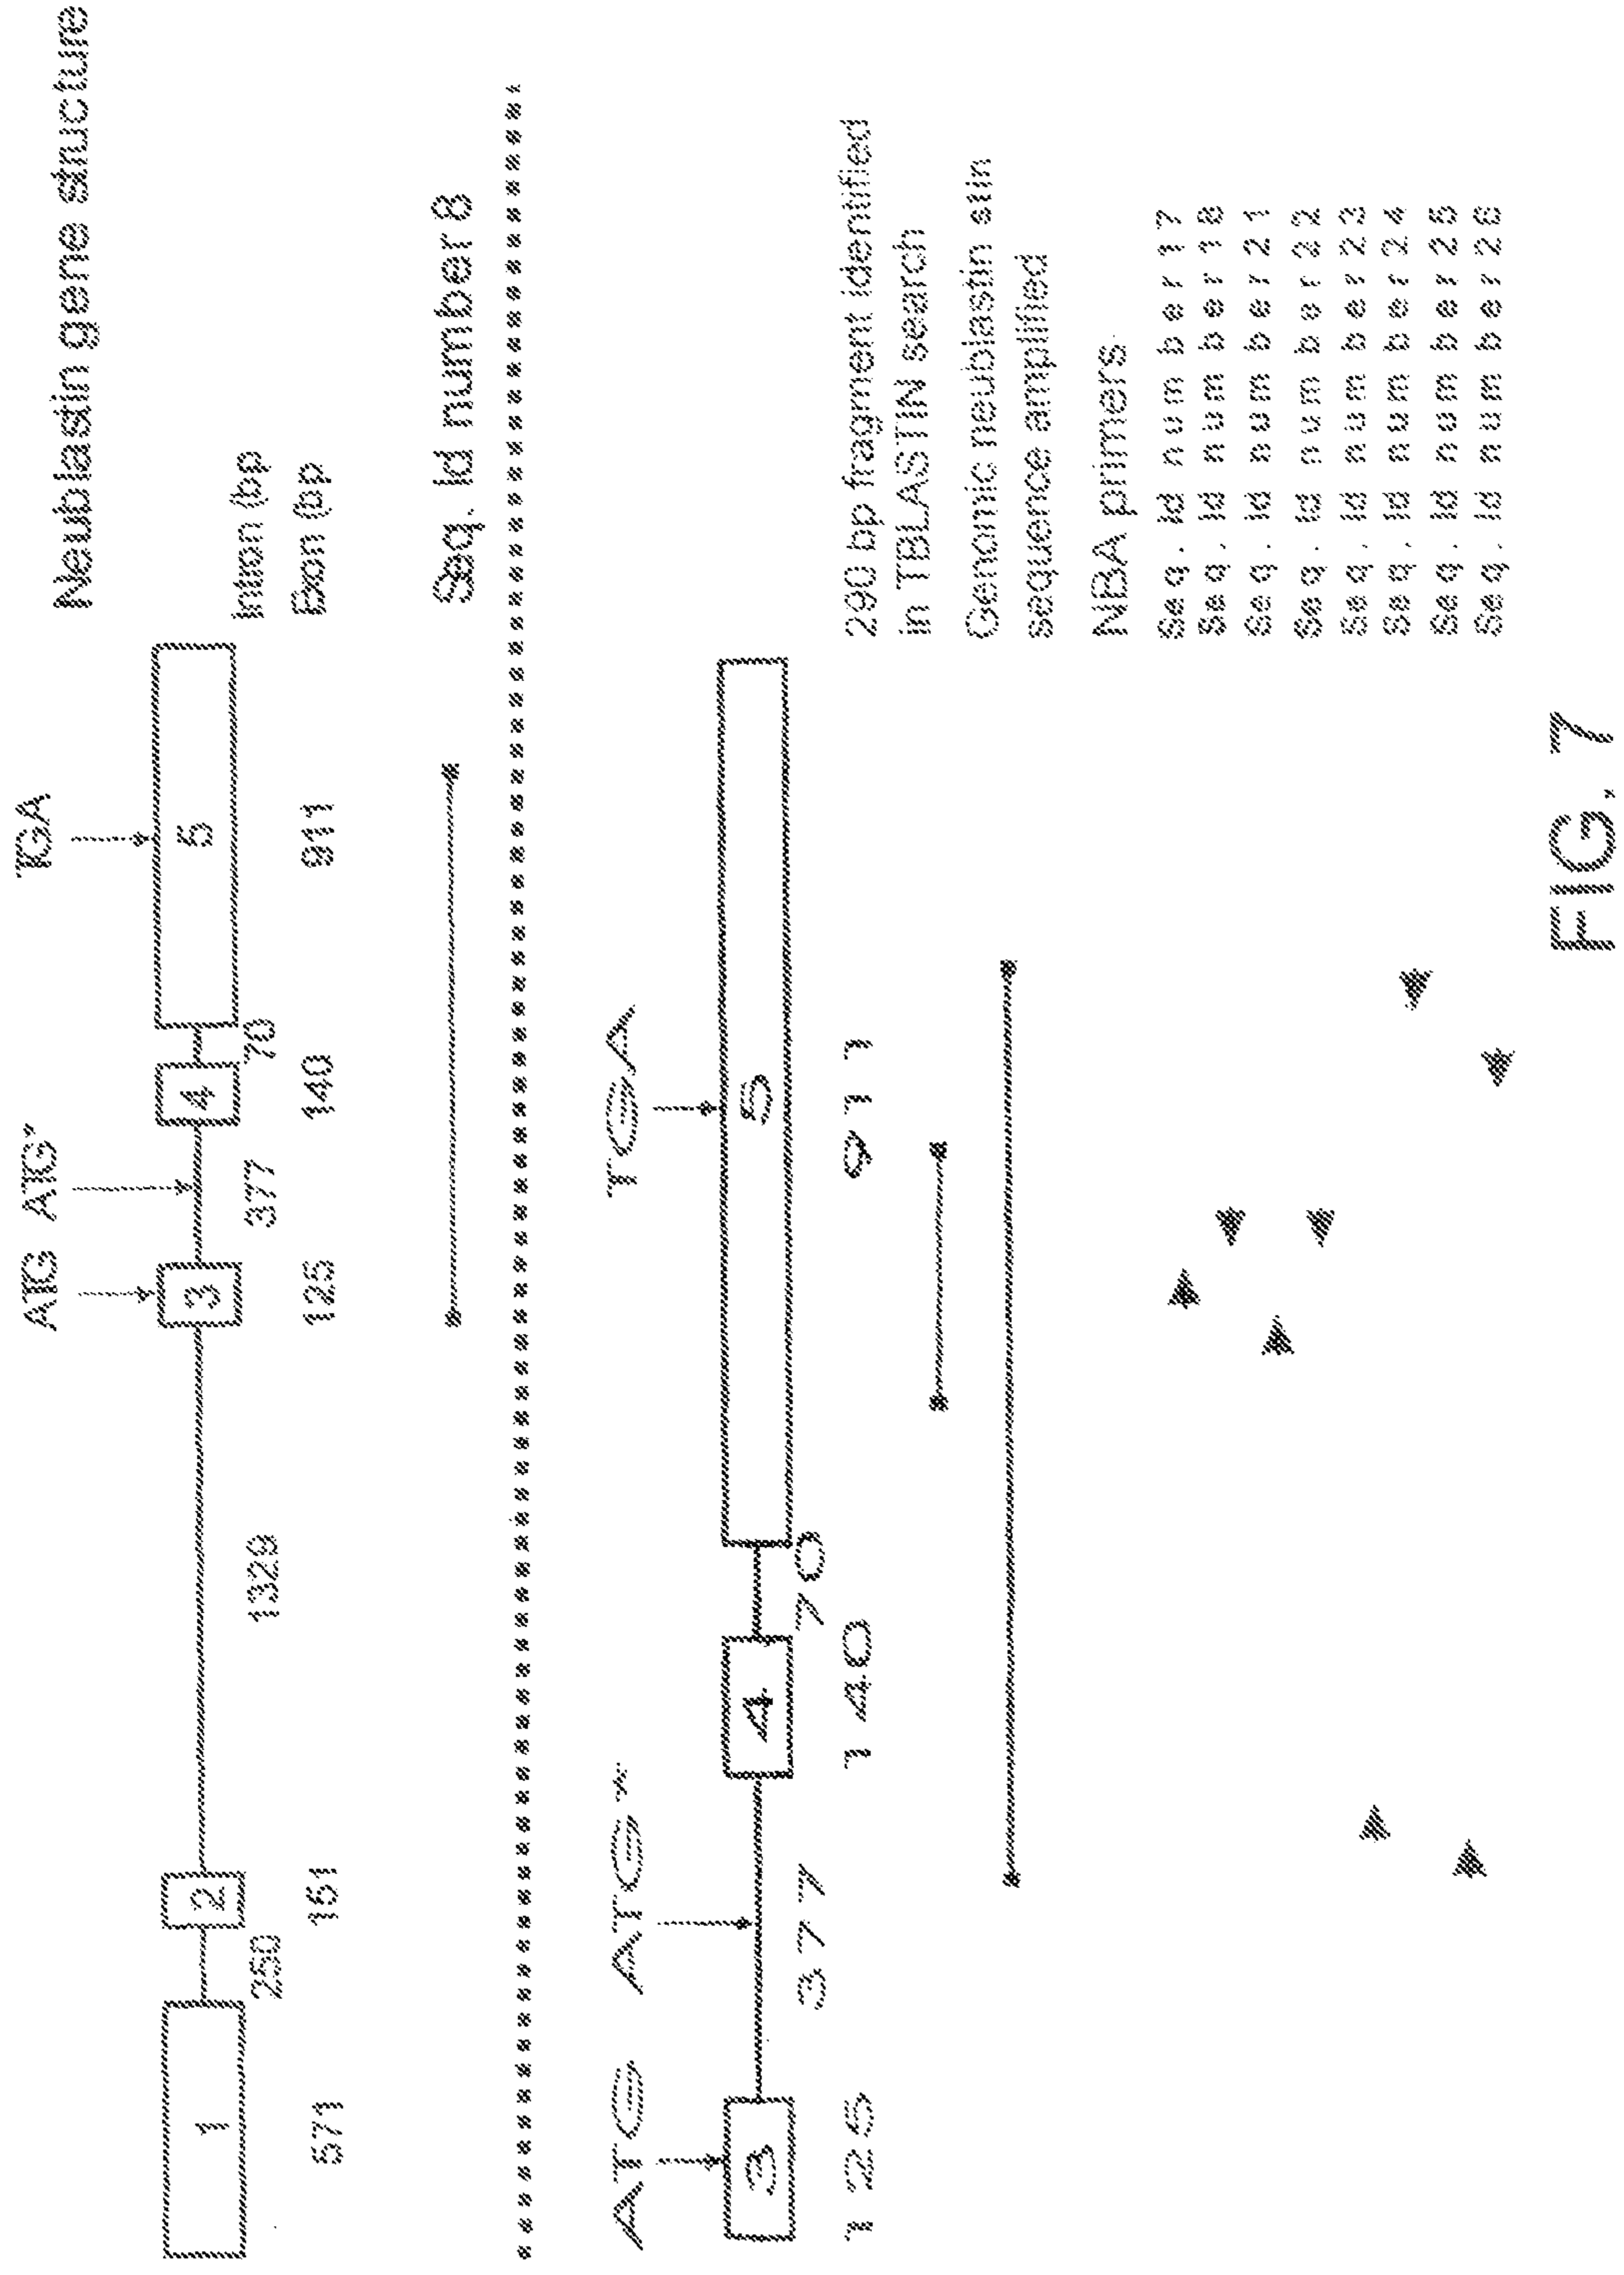 Neublastin gene structure
TGA
ATG ATG*
1 2 3 4 5
250 1329 377 70 Intron (bp
571 151 125 140 911 Exon (bp
Seq. Id number 8
ATG ATG* TGA
3 4 5
377 70
125 140 911
290 bp fragment identified
in TBLASTIN search
Genomic neublastin stin
sequence amplified
NBA primers
Seq. Id number 17
Seq. Id number 18
Seq. Id number 21
Seq. Id number 22
Seq. Id number 23
Seq. Id number 24
Seq. Id number 25
Seq. Id number 26
FIG. 7